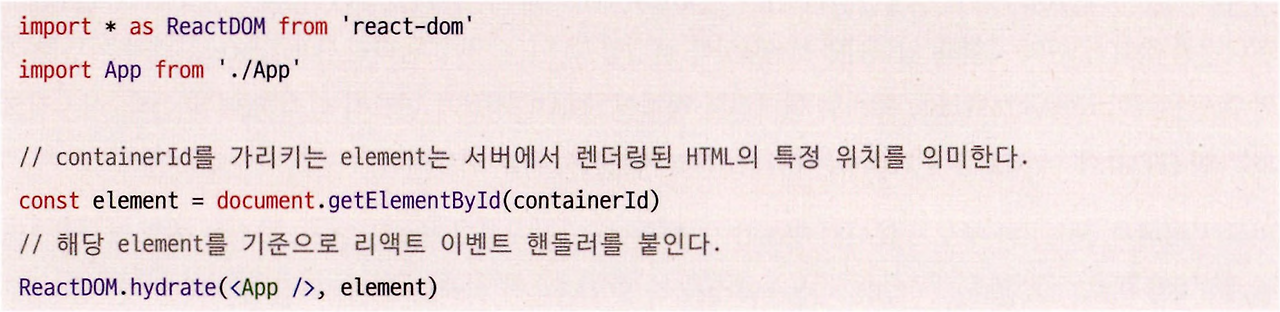 import * as ReactDOM from 'react-dom'
import App from './App'
// containerId를 가리키는 element는 서버에서 렌더링된 HTML의 특정 위치를 의미한다.
const element = document.getElementById(containerId)
// 해당 element를 기준으로 리액트 이벤트 핸들러를 붙인다.
ReactDOM.hydrate(<App />, element)